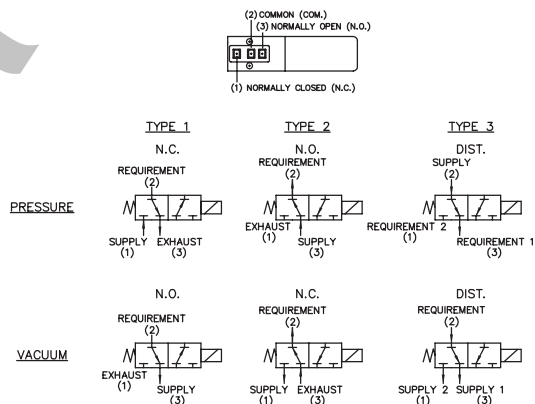 (2) COMMON (COM.)
(3) NORMALLY OPEN (N.O.)
(1) NORMALLY CLOSED (N.C.)
TYPE 1
TYPE 2
TYPE 3
N.C.
N.O.
DIST.
REQUIREMENT
(2)
REQUIREMENT
(2)
SUPPLY
(2)
PRESSURE
SUPPLY
(1)
EXHAUST
(3)
EXHAUST
(1)
SUPPLY
(3)
REQUIREMENT 2
(1)
REQUIREMENT 1
(3)
N.O.
N.C.
DIST.
REQUIREMENT
(2)
REQUIREMENT
(2)
REQUIREMENT
(2)
VACUUM
EXHAUST
(1)
SUPPLY
(3)
SUPPLY
(1)
EXHAUST
(3)
SUPPLY 2
(1)
SUPPLY 1
(3)